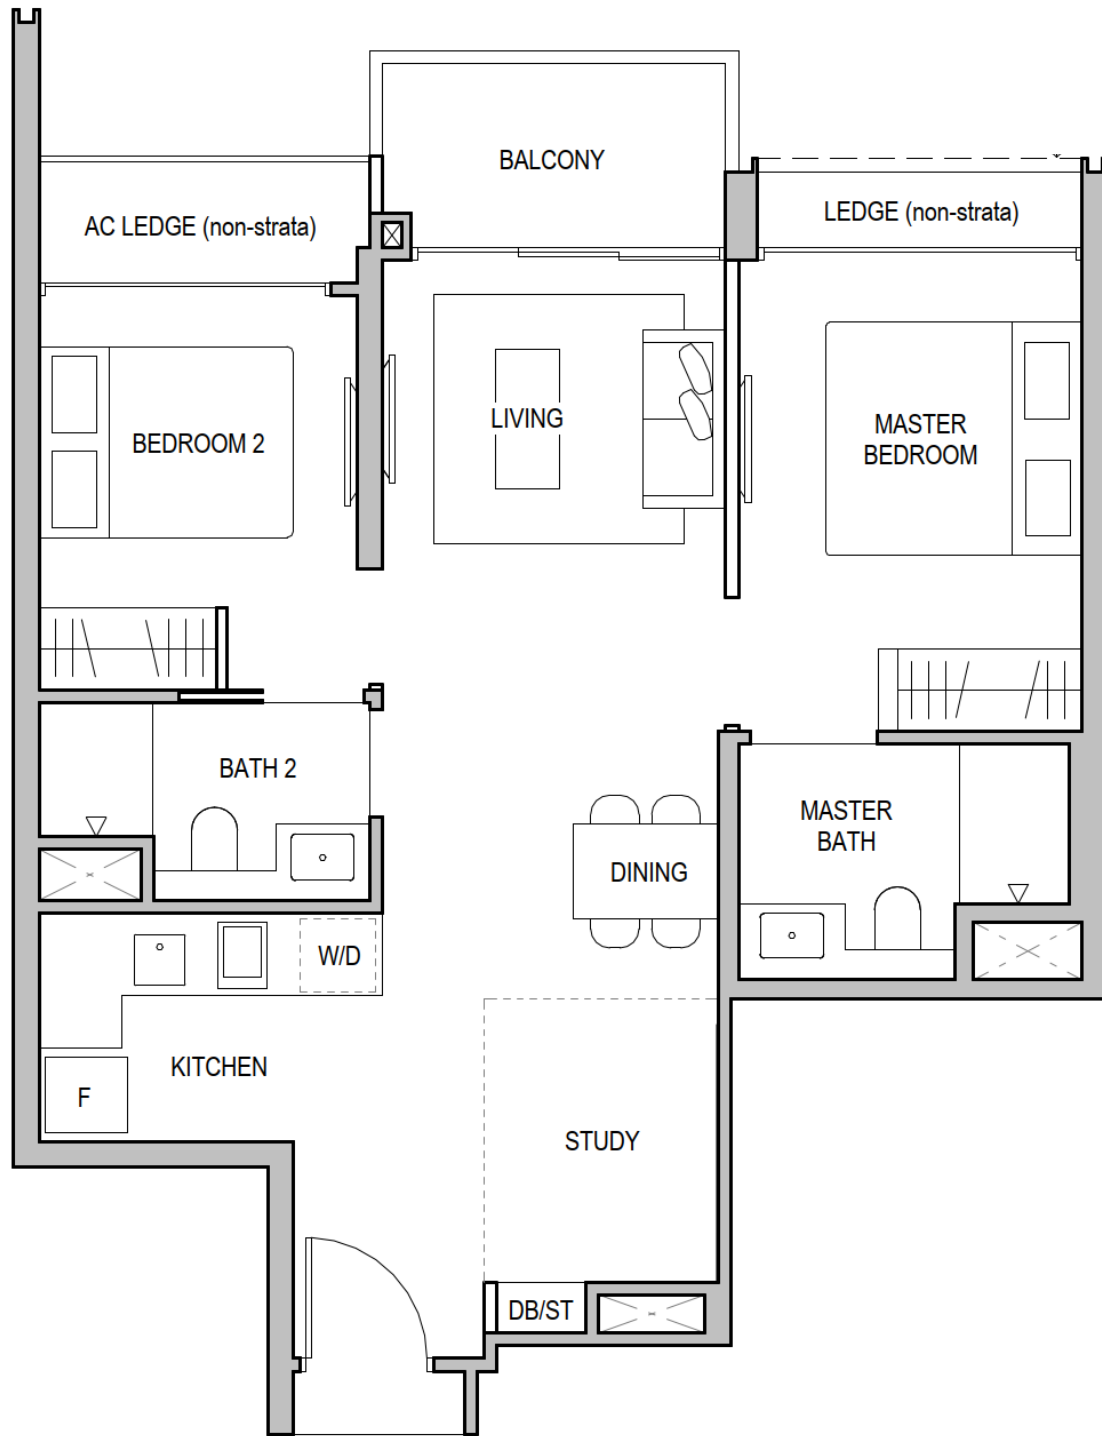 BALCONY
AC LEDGE (non-strata)
LEDGE (non-strata)
BEDROOM 2
LIVING
MASTER
BEDROOM
BATH 2
MASTER
BATH
DINING
W/D
KITCHEN
F
STUDY
DB/ST